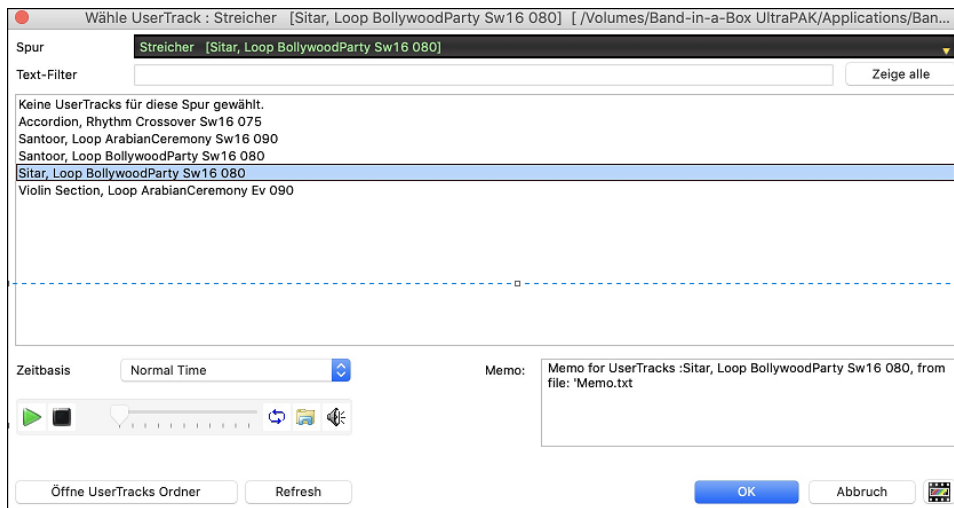 Wähle UserTrack : Streicher [Sitar, Loop BollywoodParty Sw16 080] [ /Volumes/Band-in-a-Box UltraPAK/Applications/Ban...
Spur
Streicher [Sitar, Loop BollywoodParty Sw16 080]
Text-Filter
Zeige alle
Keine UserTracks für diese Spur gewählt.
Accordion, Rhythm Crossover Sw16 075
Santoor, Loop ArabianCeremony Sw16 090
Santoor, Loop BollywoodParty Sw16 080
Sitar, Loop BollywoodParty Sw16 080
Violin Section, Loop ArabianCeremony Ev 090
Zeitbasis
Normal Time
Memo:
Memo for UserTracks :Sitar, Loop BollywoodParty Sw16 080, from
file: 'Memo.txt
Öffne UserTracks Ordner
Refresh
OK
Abbruch